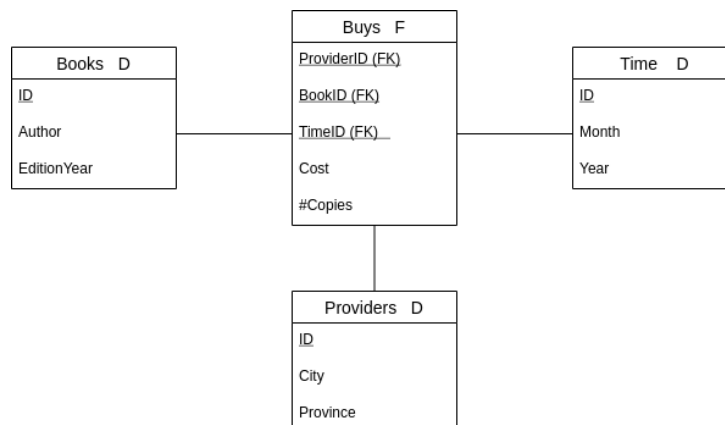 Buys F
ProviderID (FK)
BookID (FK)
TimeID (FK)
Cost
#Copies
Books D
ID
Author
EditionYear
Time D
ID
Month
Year
Providers D
ID
City
Province